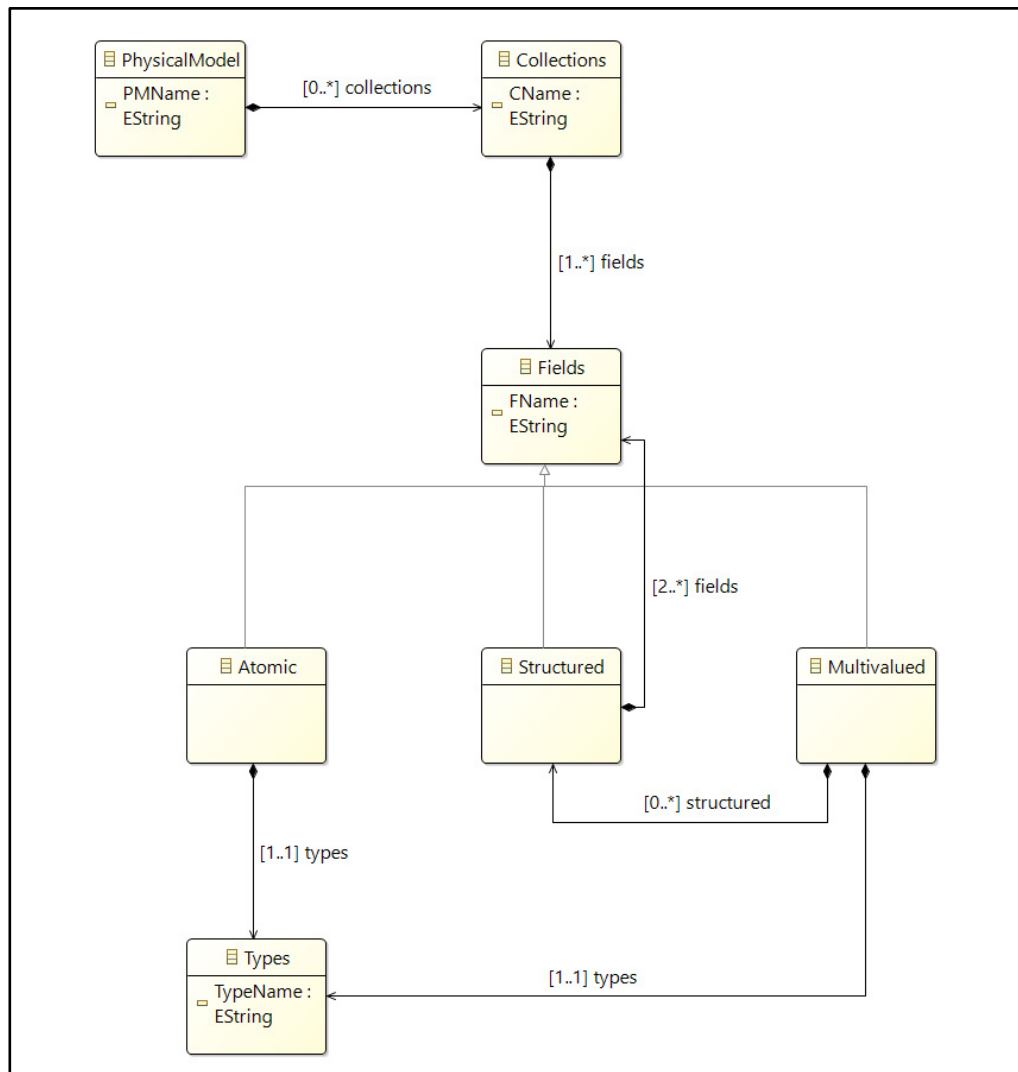 PhysicalModel
PMName :
EString
[0..*] collections
Collections
CName :
EString
[1..*] fields
Fields
FName :
EString
[2..*] fields
Atomic
Structured
Multivalued
[0..*] structured
[1..1] types
Types
TypeName :
EString
[1..1] types